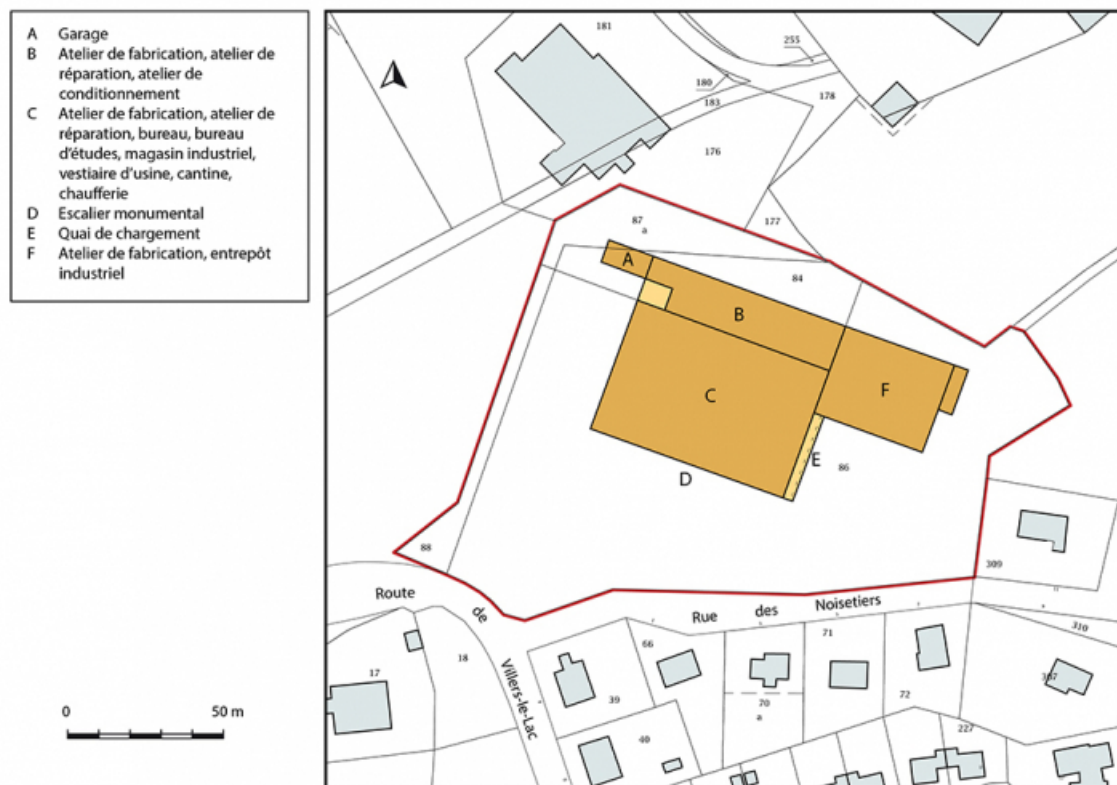 A Garage
B Atelier de fabrication, atelier de
réparation, atelier de
conditionnement
C Atelier de fabrication, atelier de
réparation, bureau, bureau
d'études, magasin industriel,
vestiaire d'usine, cantine,
chaufferie
D Escalier monumental
E Quai de chargement
F Atelier de fabrication, entrepôt
industriel
0 50 m
181
255
180
183
178
176
177
87
a
84
A
B
C
F
E
D
86
88
309
310
Route
de
Villers-le-Lac
Rue des Noisetiers
66
71
17
18
39
70
a
72
40
227